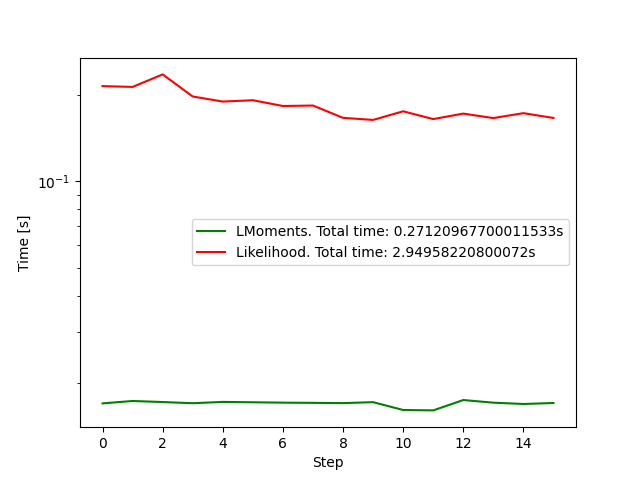 10⁻¹
Time [s]
LMoments. Total time: 0.27120967700011533s
Likelihood. Total time: 2.94958220800072s
0 2 4 6 8 10 12 14
Step